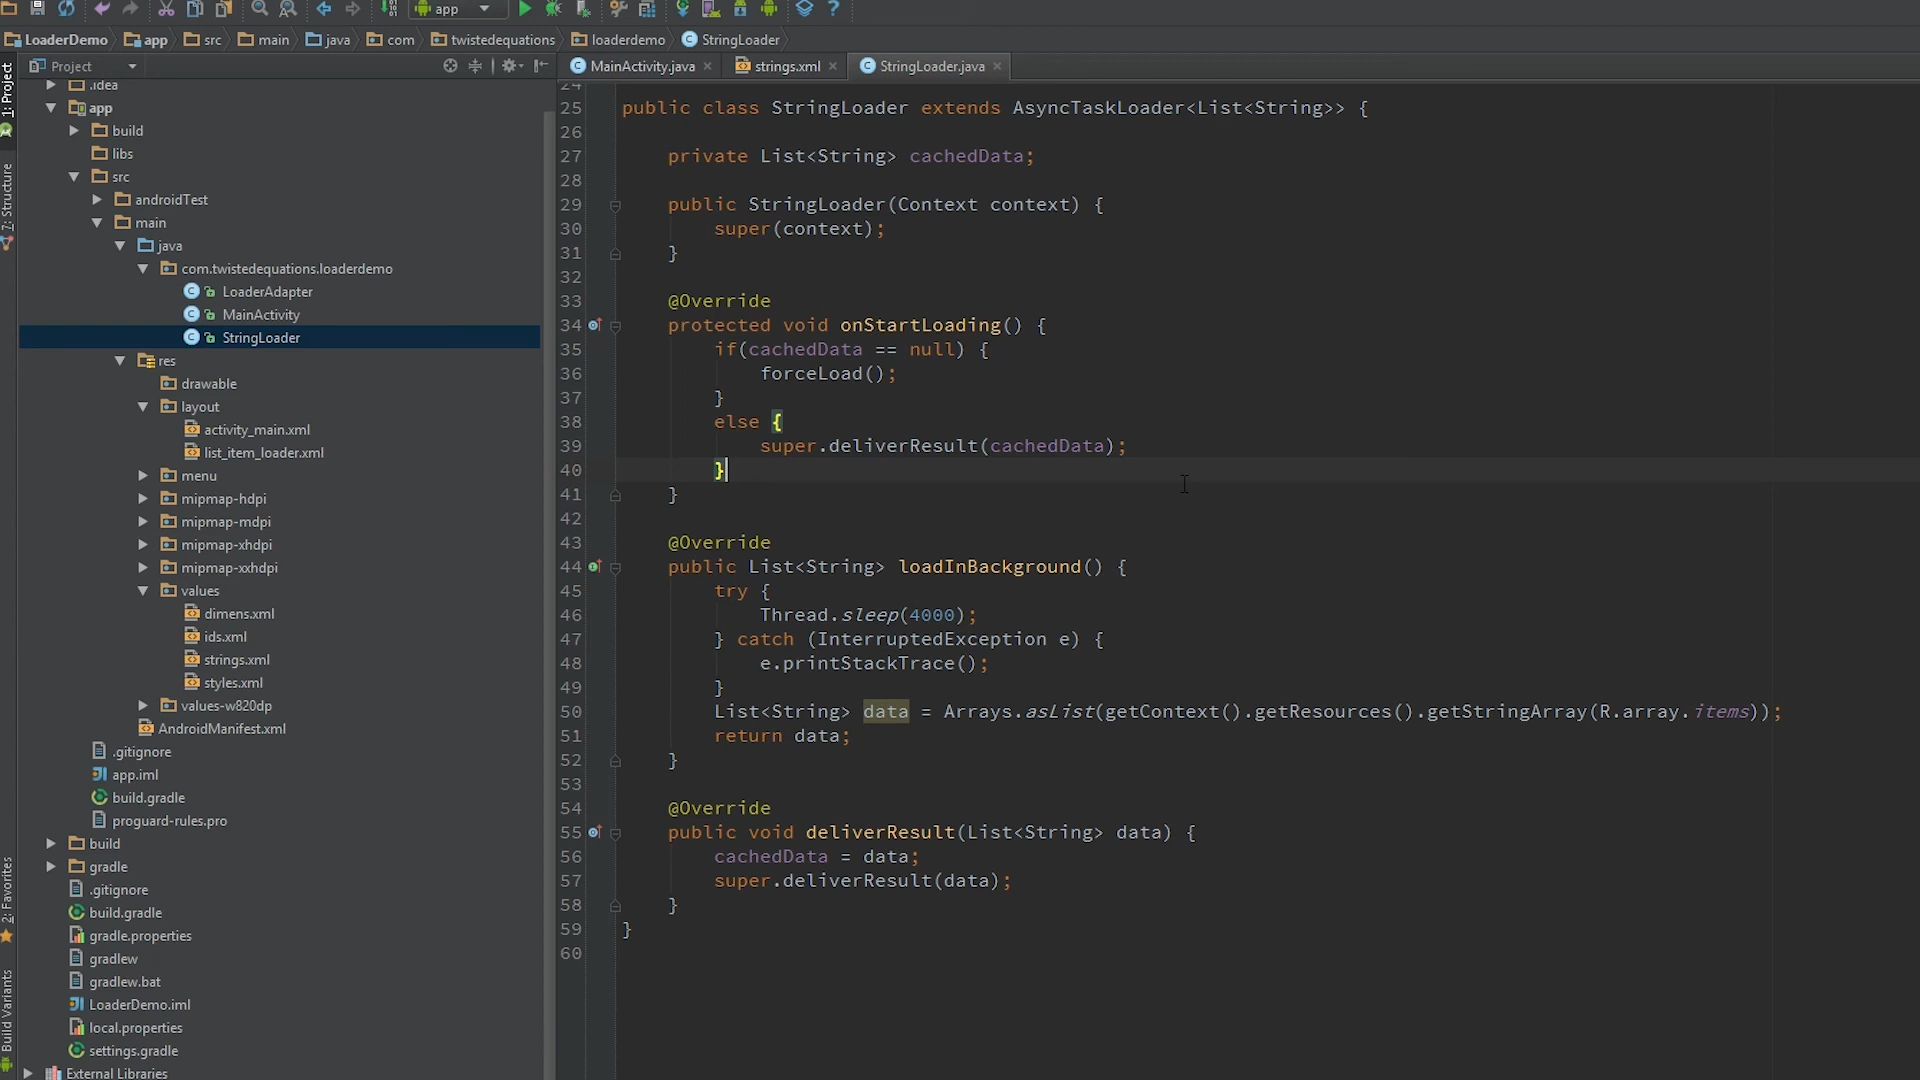 app
LoaderDemo app src main java com twistedequations loaderdemo StringLoader
Project MainActivity.java strings.xml StringLoader.java
1: Project
7: Structure
2: Favorites
Build Variants
.idea
app
build
libs
src
androidTest
main
java
com.twistedequations.loaderdemo
LoaderAdapter
MainActivity
StringLoader
res
drawable
layout
activity_main.xml
list_item_loader.xml
menu
mipmap-hdpi
mipmap-mdpi
mipmap-xhdpi
mipmap-xxhdpi
values
dimens.xml
ids.xml
strings.xml
styles.xml
values-w820dp
AndroidManifest.xml
.gitignore
app.iml
build.gradle
proguard-rules.pro
build
gradle
.gitignore
build.gradle
gradle.properties
gradlew
gradlew.bat
LoaderDemo.iml
local.properties
settings.gradle
External Libraries
24
25 public class StringLoader extends AsyncTaskLoader<List<String>> {
26
27 private List<String> cachedData;
28
29 public StringLoader(Context context) {
30 super(context);
31 }
32
33 @Override
34 protected void onStartLoading() {
35 if(cachedData == null) {
36 forceLoad();
37 }
38 else {
39 super.deliverResult(cachedData);
40 }
41 }
42
43 @Override
44 public List<String> loadInBackground() {
45 try {
46 Thread.sleep(4000);
47 } catch (InterruptedException e) {
48 e.printStackTrace();
49 }
50 List<String> data = Arrays.asList(getContext().getResources().getStringArray(R.array.items));
51 return data;
52 }
53
54 @Override
55 public void deliverResult(List<String> data) {
56 cachedData = data;
57 super.deliverResult(data);
58 }
59 }
60